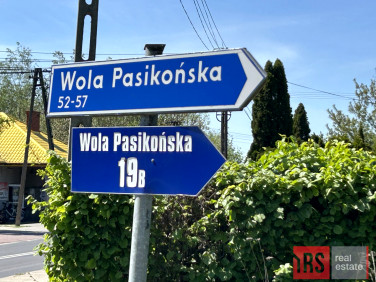 Wola Pasikońska
52-57
Wola Pasikońska
19B
RS real
estate